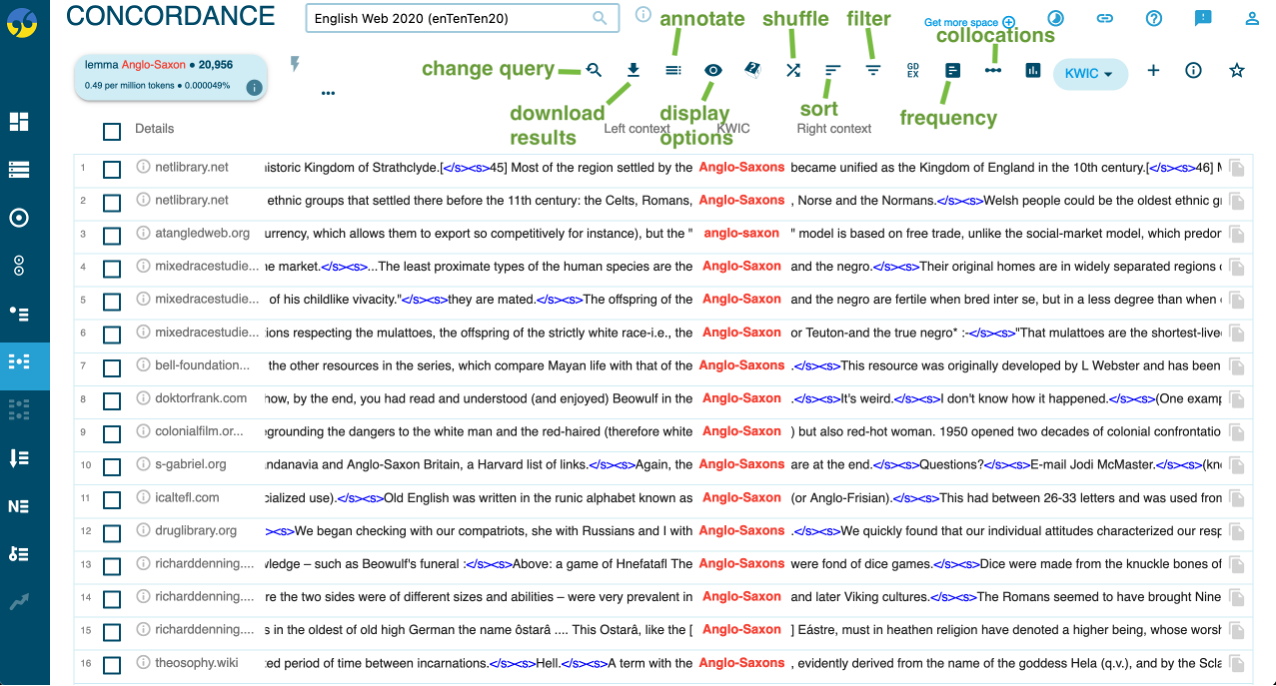 CONCORDANCE
English Web 2020 (enTenTen20)
annotate
shuffle
filter
Get more space
collocations
lemma Anglo-Saxon • 20,956
0.49 per million tokens • 0.000049%
change query
GD
EX
KWIC
download
results
display
options
sort
frequency
Details
Left context
KWIC
Right context
1 netlibrary.net istoric Kingdom of Strathclyde.[</s><s>45] Most of the region settled by the Anglo-Saxons became unified as the Kingdom of England in the 10th century.[</s><s>46] M
2 netlibrary.net ethnic groups that settled there before the 11th century: the Celts, Romans, Anglo-Saxons , Norse and the Normans.</s><s>Welsh people could be the oldest ethnic gr
3 atangledweb.org urrency, which allows them to export so competitively for instance), but the " anglo-saxon " model is based on free trade, unlike the social-market model, which predor
4 mixedracestudie... e market.</s><s>...The least proximate types of the human species are the Anglo-Saxon and the negro.</s><s>Their original homes are in widely separated regions
5 mixedracestudie... of his childlike vivacity."</s><s>they are mated.</s><s>The offspring of the Anglo-Saxon and the negro are fertile when bred inter se, but in a less degree than when
6 mixedracestudie... tions respecting the mulattoes, the offspring of the strictly white race-i.e., the Anglo-Saxon or Teuton-and the true negro* :-</s><s>"That mulattoes are the shortest-live
7 bell-foundation... the other resources in the series, which compare Mayan life with that of the Anglo-Saxons .</s><s>This resource was originally developed by L Webster and has been
8 doktorfrank.com how, by the end, you had read and understood (and enjoyed) Beowulf in the Anglo-Saxon .</s><s>It's weird.</s><s>I don't know how it happened.</s><s>(One examp
9 colonialfilm.or... egrounding the dangers to the white man and the red-haired (therefore white Anglo-Saxon ) but also red-hot woman. 1950 opened two decades of colonial confrontatio
10 s-gabriel.org andanavia and Anglo-Saxon Britain, a Harvard list of links.</s><s>Again, the Anglo-Saxons are at the end.</s><s>Questions?</s><s>E-mail Jodi McMaster.</s><s>(kno
11 icaltefl.com cialized use).</s><s>Old English was written in the runic alphabet known as Anglo-Saxon (or Anglo-Frisian).</s><s>This had between 26-33 letters and was used from
12 druglibrary.org ><s>We began checking with our compatriots, she with Russians and I with Anglo-Saxons .</s><s>We quickly found that our individual attitudes characterized our resp
13 richarddenning.... wledge – such as Beowulf's funeral :</s><s>Above: a game of Hnefatafl The Anglo-Saxons were fond of dice games.</s><s>Dice were made from the knuckle bones of
14 richarddenning.... re the two sides were of different sizes and abilities – were very prevalent in Anglo-Saxon and later Viking cultures.</s><s>The Romans seemed to have brought Nine
15 richarddenning.... s in the oldest of old high German the name ôstarâ .... This Ostarâ, like the [ Anglo-Saxon ] Eástre, must in heathen religion have denoted a higher being, whose worsh
16 theosophy.wiki ted period of time between incarnations.</s><s>Hell.</s><s>A term with the Anglo-Saxons , evidently derived from the name of the goddess Hela (q.v.), and by the Scla